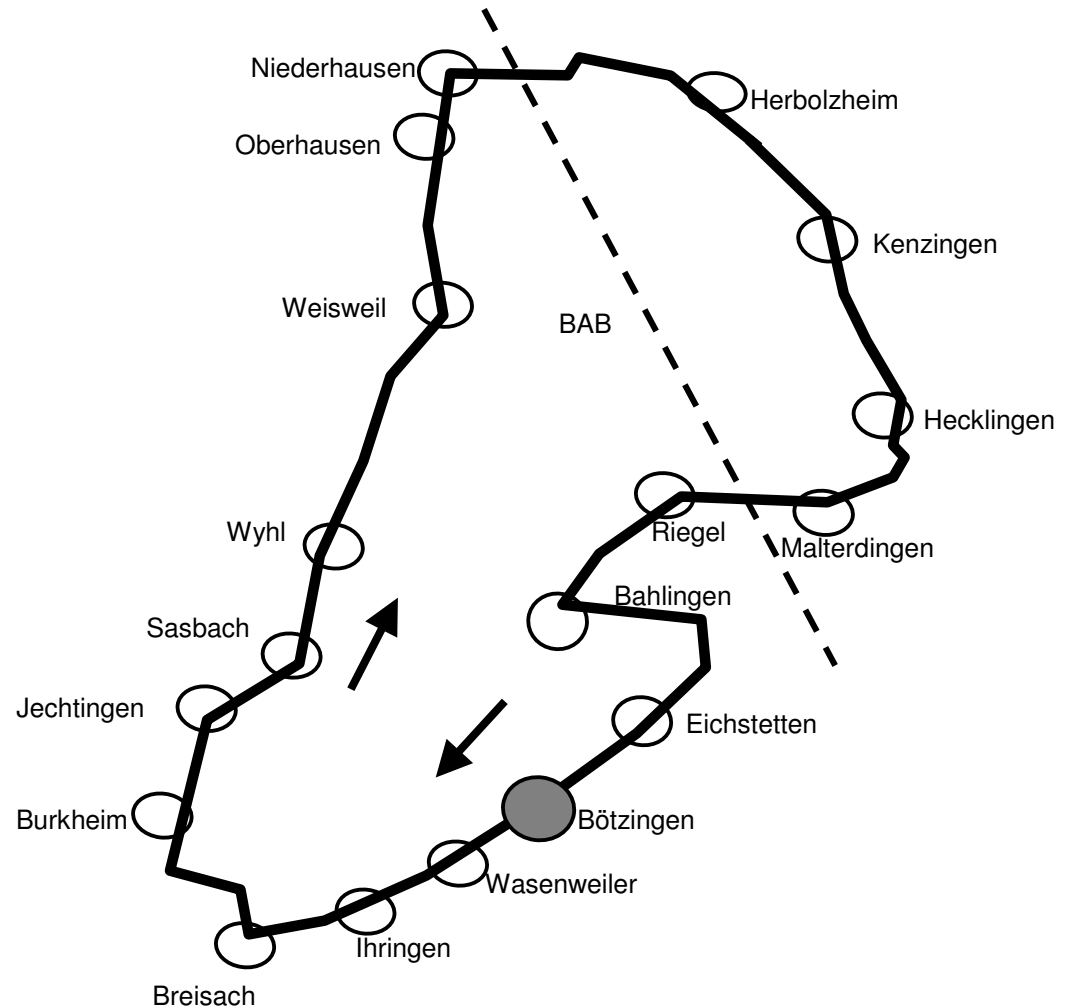 Niederhausen
Herbolzheim
Oberhausen
Kenzingen
Weisweil
BAB
Hecklingen
Wyhl
Riegel
Malterdingen
Bahlingen
Sasbach
Jechtingen
Eichstetten
Burkheim
Bötzingen
Wasenweiler
Ihringen
Breisach